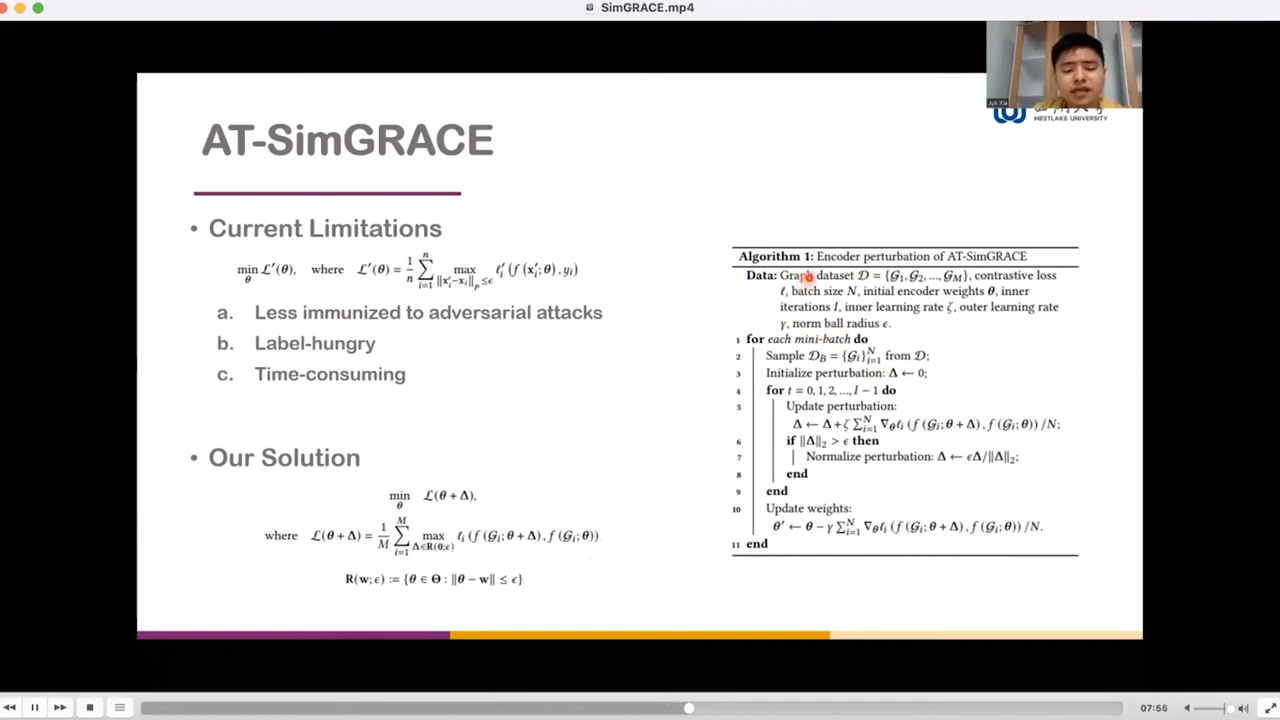 SimGRACE.mp4
Jun Xia
WESTLAKE UNIVERSITY
AT-SimGRACE
• Current Limitations
min_θ 𝓛′(θ), where 𝓛′(θ) = 1/n ∑_{i=1}^{n} max_{‖x′_i−x_i‖_p ≤ϵ} ℓ′_i (f (x′_i; θ), y_i)
a. Less immunized to adversarial attacks
b. Label-hungry
c. Time-consuming
• Our Solution
min_θ 𝓛(θ + Δ),
where 𝓛(θ + Δ) = 1/M ∑_{i=1}^{M} max_{Δ∈R(0;ϵ)} ℓ_i (f (𝒢_i; θ + Δ), f (𝒢_i; θ))
R(w; ϵ) := {θ ∈ Θ : ‖θ − w‖ ≤ ϵ}
Algorithm 1: Encoder perturbation of AT-SimGRACE
Data: Graph dataset 𝒟 = {𝒢_1, 𝒢_2, ..., 𝒢_M}, contrastive loss
ℓ, batch size N, initial encoder weights θ, inner
iterations I, inner learning rate ζ, outer learning rate
γ, norm ball radius ϵ.
1 for each mini-batch do
2 Sample 𝒟_B = {𝒢_i}_{i=1}^{N} from 𝒟;
3 Initialize perturbation: Δ ← 0;
4 for t = 0, 1, 2, ..., I − 1 do
5 Update perturbation:
Δ ← Δ + ζ ∑_{i=1}^{N} ∇_θ ℓ_i (f (𝒢_i; θ + Δ), f (𝒢_i; θ)) /N;
6 if ‖Δ‖_2 > ϵ then
7 Normalize perturbation: Δ ← ϵΔ/‖Δ‖_2;
8 end
9 end
10 Update weights:
θ′ ← θ − γ ∑_{i=1}^{N} ∇_θ ℓ_i (f (𝒢_i; θ + Δ), f (𝒢_i; θ)) /N.
11 end
07:55